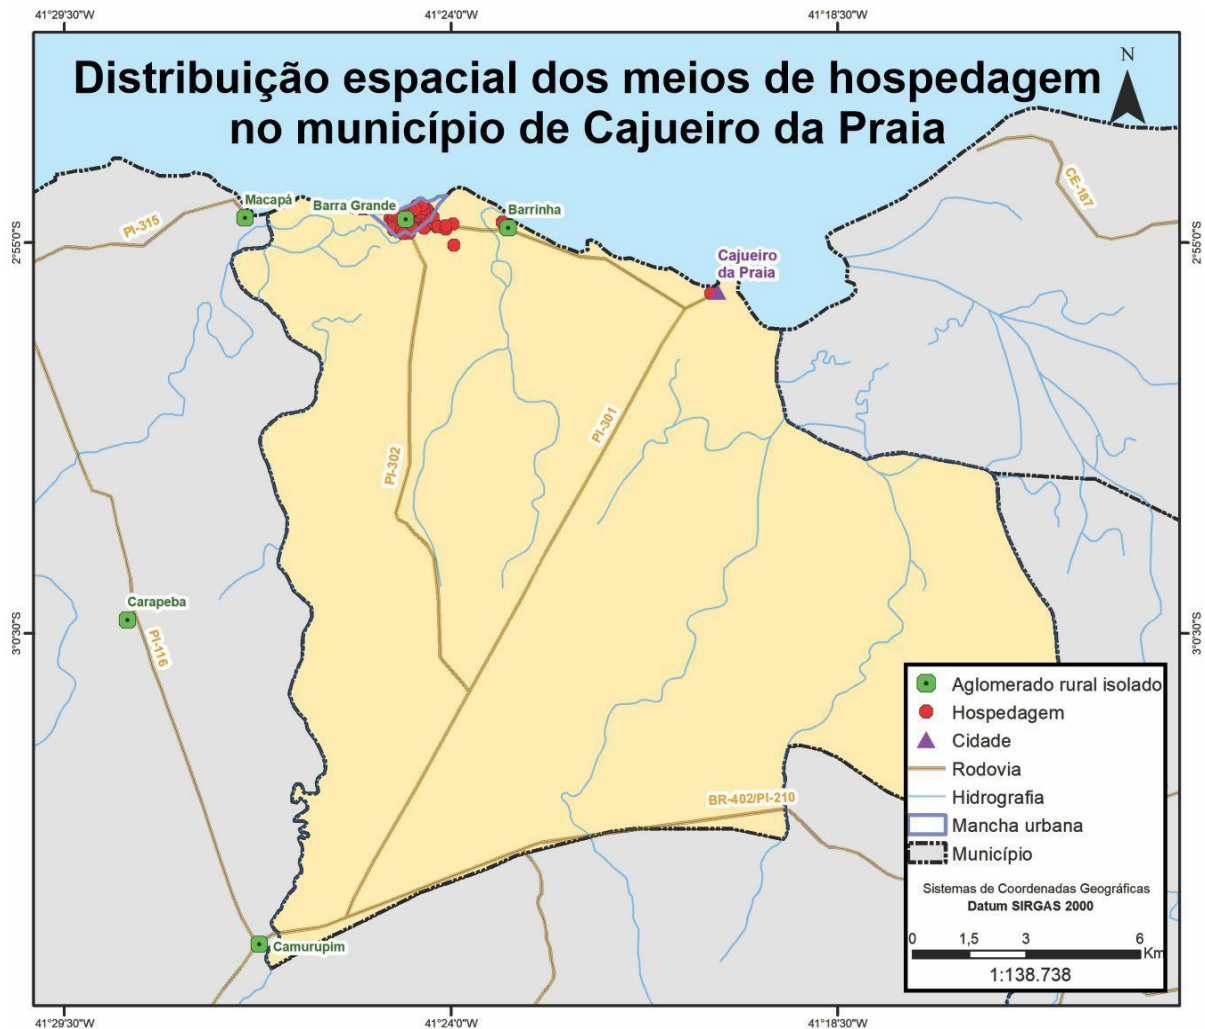 41°29'30"W
41°24'0"W
41°18'30"W
Distribuição espacial dos meios de hospedagem
no município de Cajueiro da Praia
N
CE-187
Macapá
Barra Grande
Barrinha
PI-315
2°55'0"S
2°55'0"S
Cajueiro
da Praia
PI-301
PI-302
Carapeba
PI-116
3°0'30"S
3°0'30"S
BR-402/PI-210
Camurupim
Aglomerado rural isolado
Hospedagem
Cidade
Rodovia
Hidrografia
Mancha urbana
Município
Sistemas de Coordenadas Geográficas
Datum SIRGAS 2000
0 1,5 3 6
Km
1:138.738
41°29'30"W
41°24'0"W
41°18'30"W